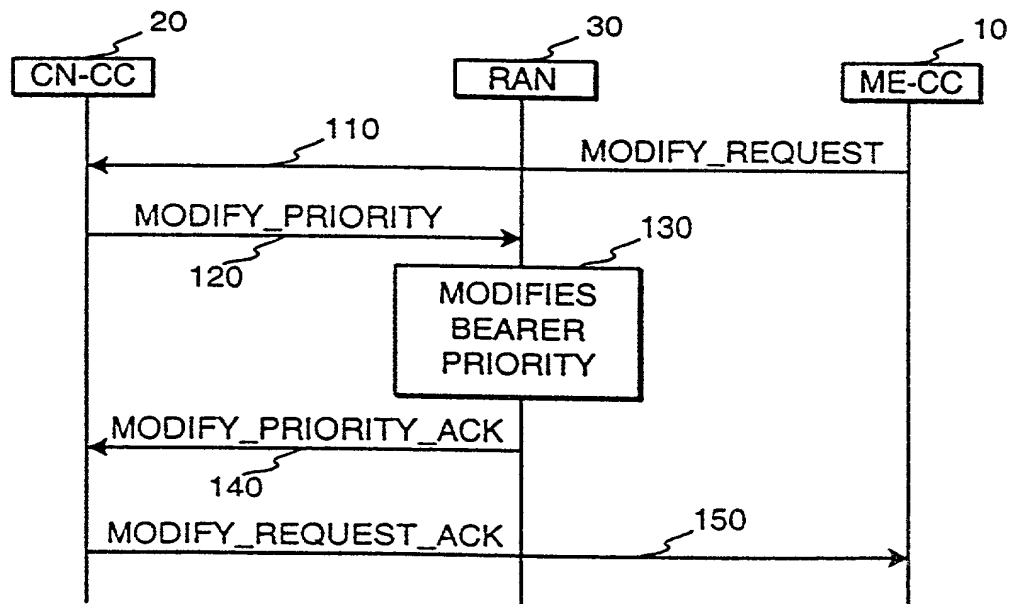 20
30
10
CN-CC
RAN
ME-CC
110
MODIFY_REQUEST
MODIFY_PRIORITY
120
130
MODIFIES
BEARER
PRIORITY
MODIFY_PRIORITY_ACK
140
MODIFY_REQUEST_ACK
150